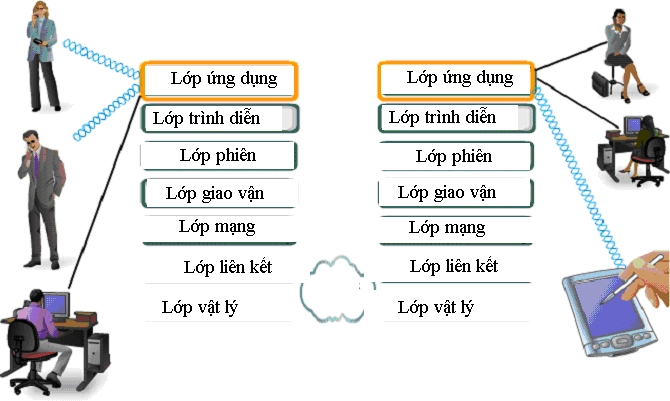 Lớp ứng dụng
Lớp trình diễn
Lớp phiên
Lớp giao vận
Lớp mạng
Lớp liên kết
Lớp vật lý
Lớp ứng dụng
Lớp trình diễn
Lớp phiên
Lớp giao vận
Lớp mạng
Lớp liên kết
Lớp vật lý